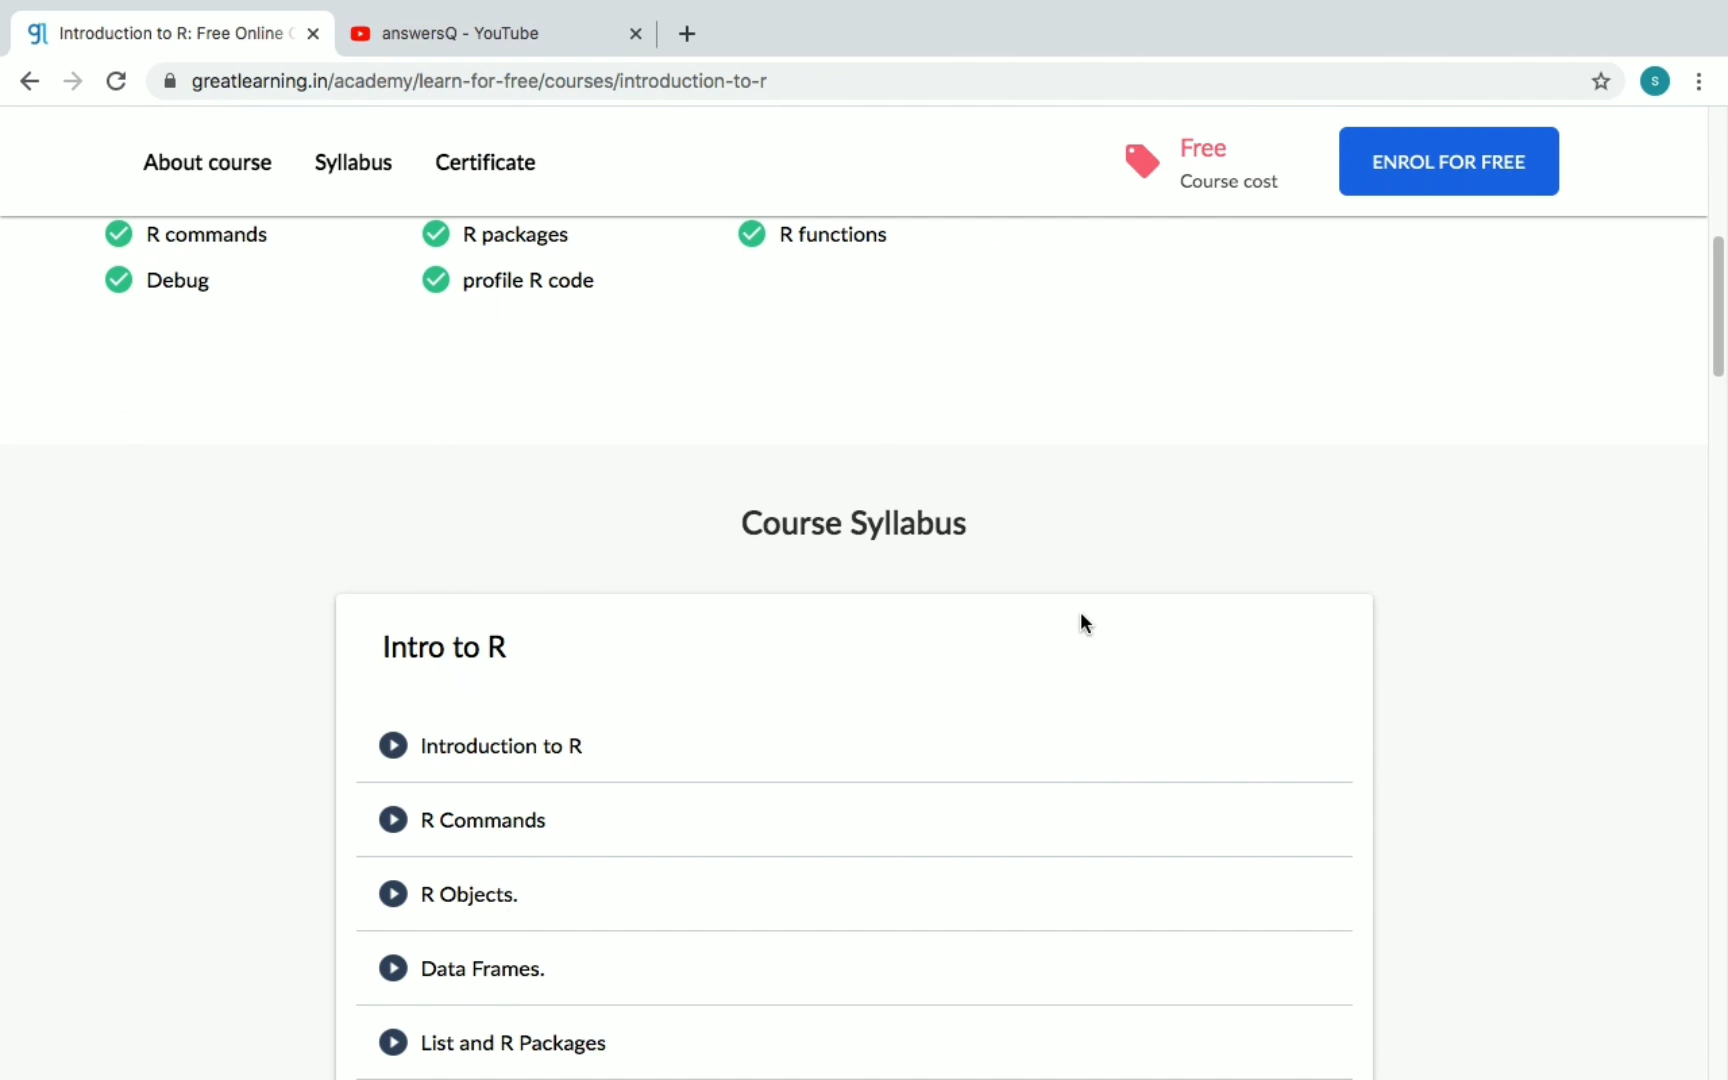 gl Introduction to R: Free Online
answersQ - YouTube
greatlearning.in/academy/learn-for-free/courses/introduction-to-r
S
About course Syllabus Certificate
Free
Course cost
ENROL FOR FREE
R commands R packages R functions
Debug profile R code
Course Syllabus
Intro to R
Introduction to R
R Commands
R Objects.
Data Frames.
List and R Packages